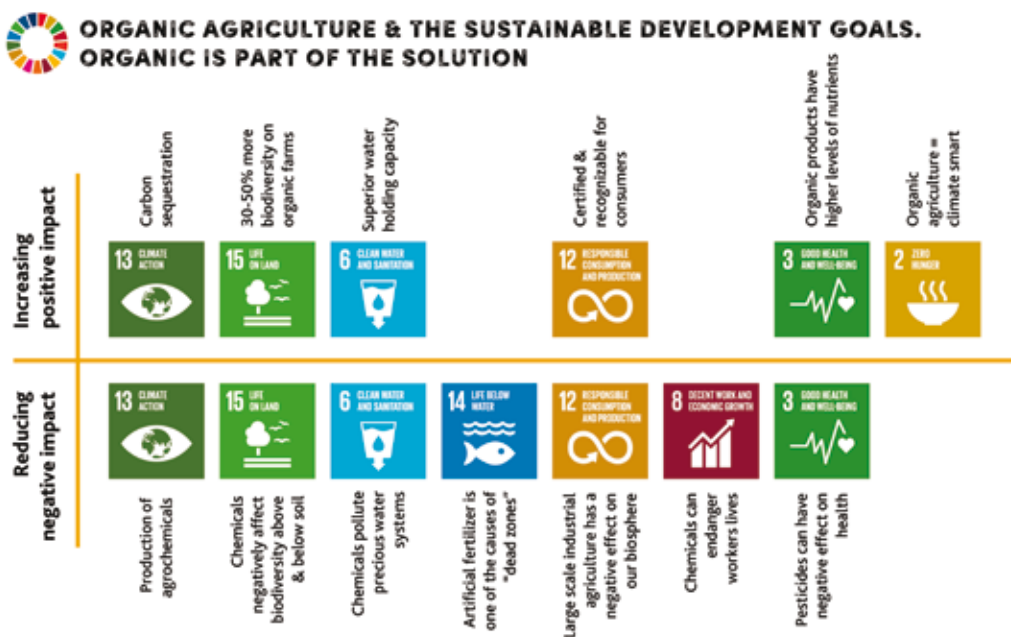 ORGANIC AGRICULTURE & THE SUSTAINABLE DEVELOPMENT GOALS.
ORGANIC IS PART OF THE SOLUTION
Increasing
positive impact
Carbon
sequestration
30-50% more
biodiversity on
organic farms
Superior water
holding capacity
Certified &
recognizable for
consumers
Organic products have
higher levels of nutrients
Organic
agriculture =
climate smart
13 CLIMATE
ACTION
15 LIFE
ON LAND
6 CLEAN WATER
AND SANITATION
12 RESPONSIBLE
CONSUMPTION
AND PRODUCTION
3 GOOD HEALTH
AND WELL-BEING
2 ZERO
HUNGER
Reducing
negative impact
13 CLIMATE
ACTION
15 LIFE
ON LAND
6 CLEAN WATER
AND SANITATION
14 LIFE BELOW
WATER
12 RESPONSIBLE
CONSUMPTION
AND PRODUCTION
8 DECENT WORK AND
ECONOMIC GROWTH
3 GOOD HEALTH
AND WELL-BEING
Production of
agrochemicals
Chemicals
negatively affect
biodiversity above
& below soil
Chemicals pollute
precious water
systems
Artificial fertilizer is
one of the causes of
"dead zones"
Large scale industrial
agriculture has a
negative effect on
our biosphere
Chemicals can
endanger
workers lives
Pesticides can have
negative effect on
health